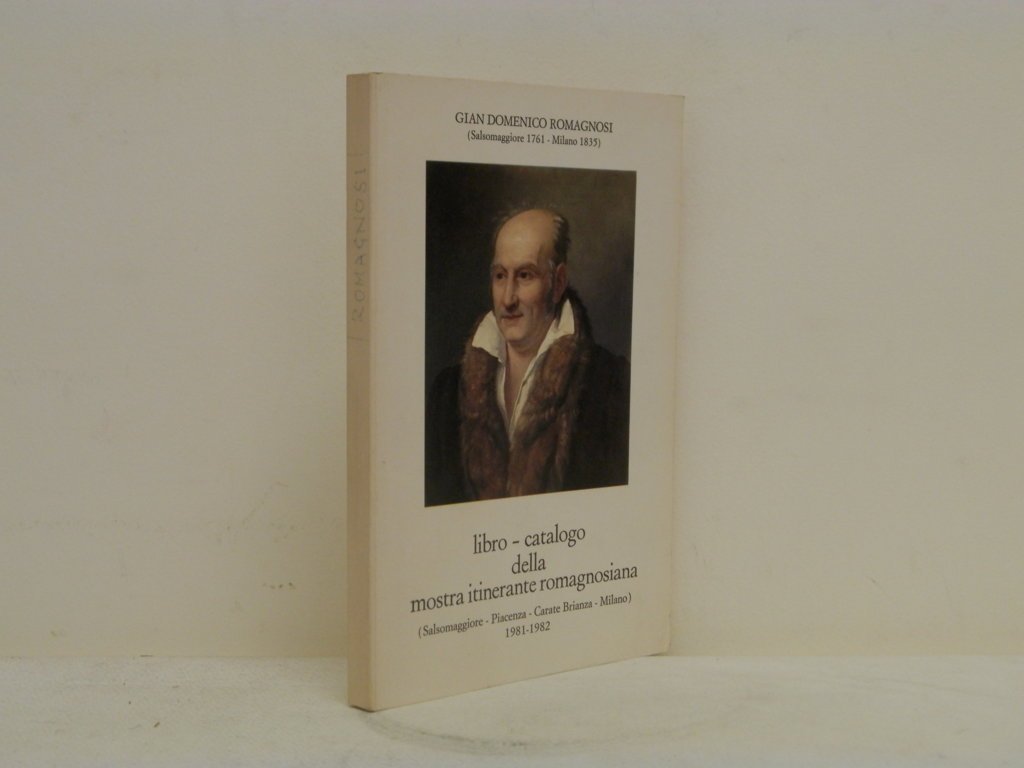 ROMAGNOSI
GIAN DOMENICO ROMAGNOSI
(Salsomaggiore 1761 - Milano 1835)
libro - catalogo
della
mostra itinerante romagnosiana
(Salsomaggiore - Piacenza - Carate Brianza - Milano)
1981-1982